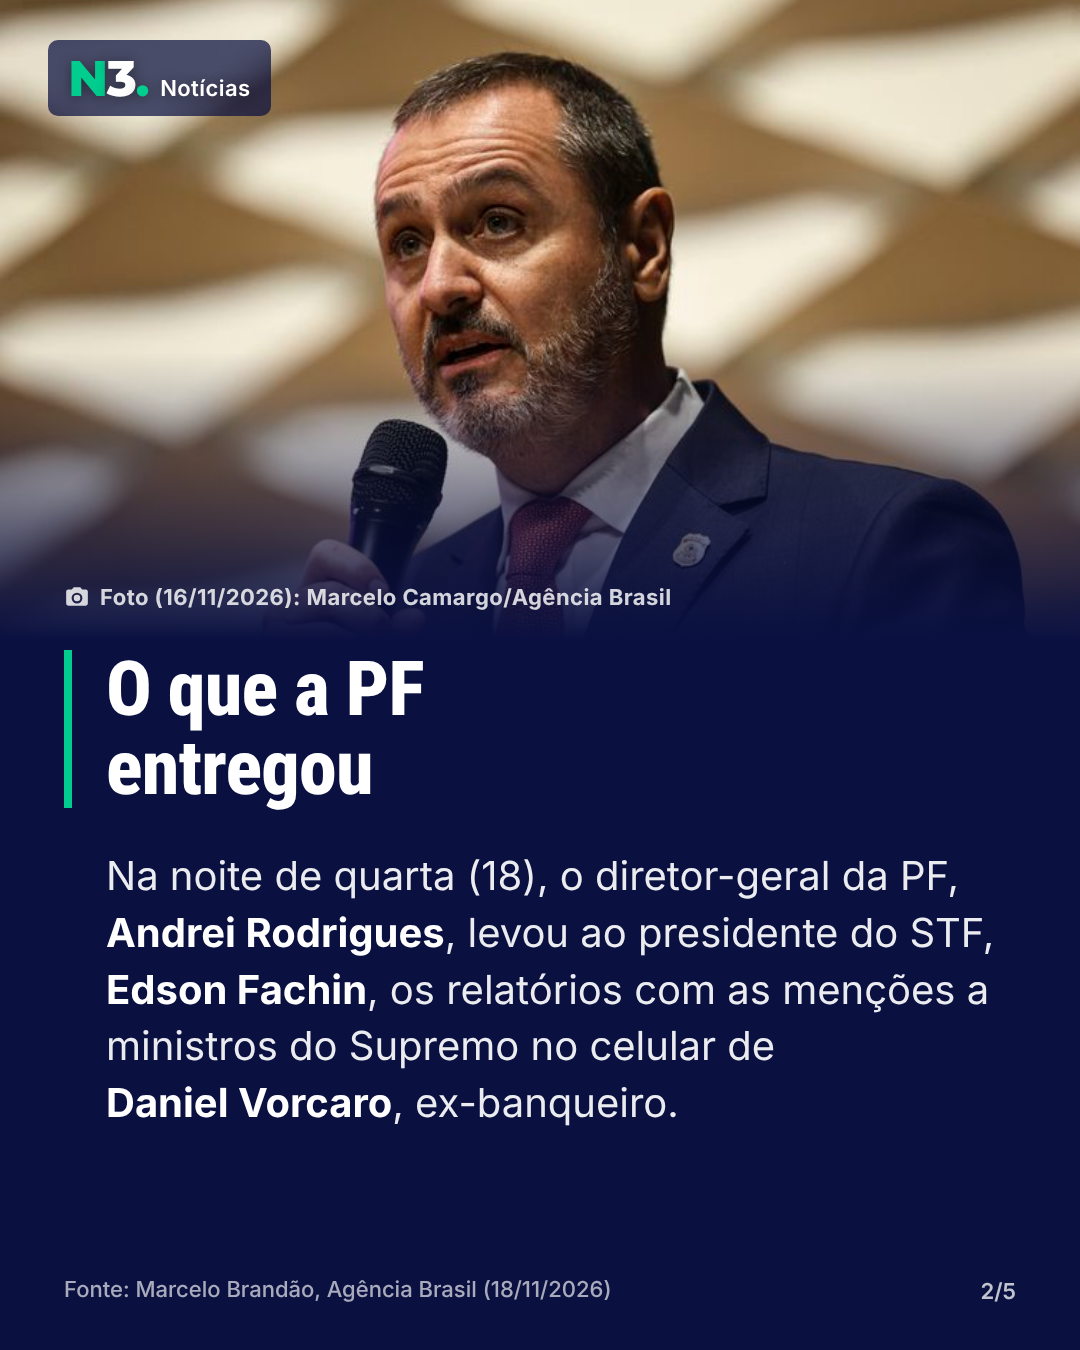 N3. Notícias
Foto (16/11/2026): Marcelo Camargo/Agência Brasil
O que a PF
entregou
Na noite de quarta (18), o diretor-geral da PF,
Andrei Rodrigues, levou ao presidente do STF,
Edson Fachin, os relatórios com as menções a
ministros do Supremo no celular de
Daniel Vorcaro, ex-banqueiro.
Fonte: Marcelo Brandão, Agência Brasil (18/11/2026)
2/5